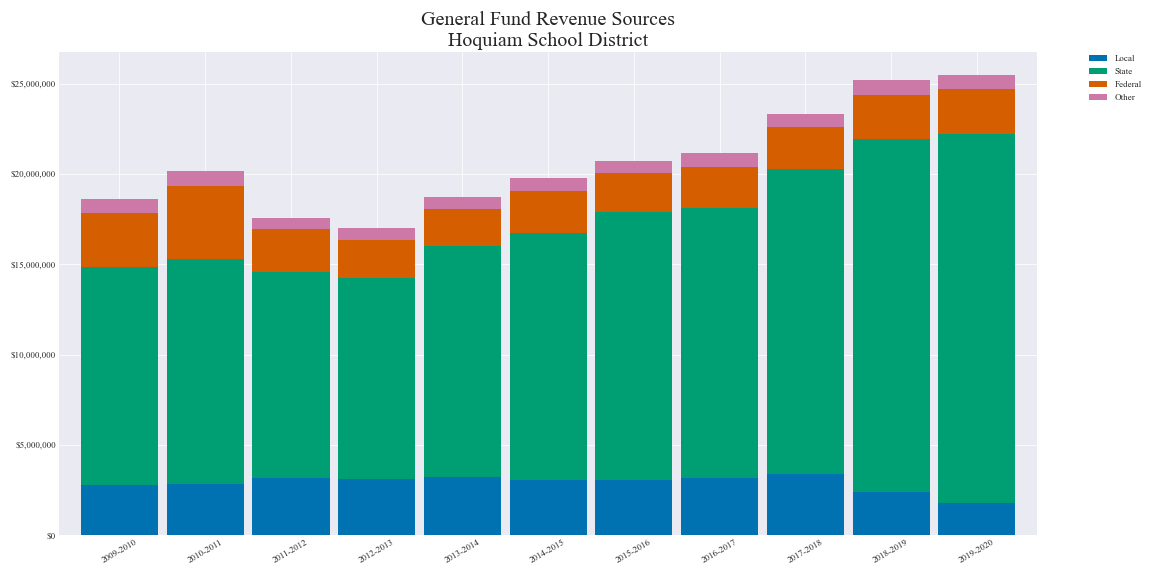 General Fund Revenue Sources
Hoquiam School District
Local
State
Federal
Other
$25,000,000
$20,000,000
$15,000,000
$10,000,000
$5,000,000
$0
2009-2010
2010-2011
2011-2012
2012-2013
2013-2014
2014-2015
2015-2016
2016-2017
2017-2018
2018-2019
2019-2020